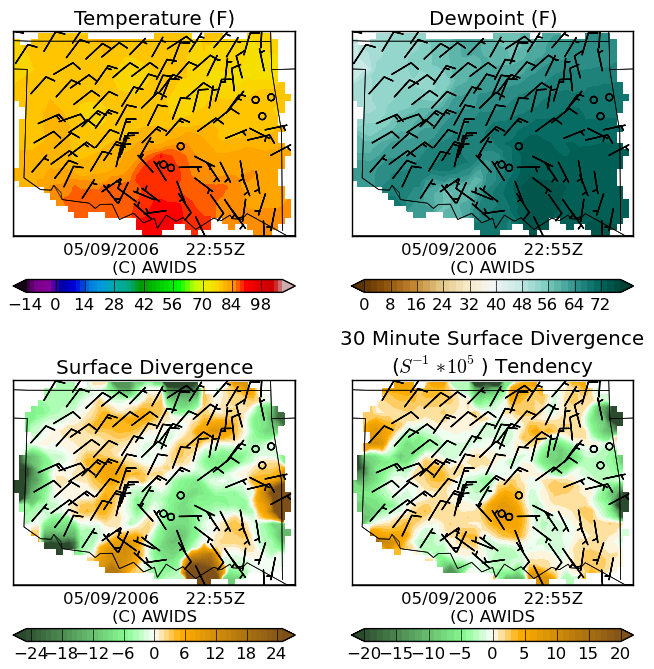 Temperature (F)
Dewpoint (F)
05/09/2006 22:55Z
(C) AWIDS
05/09/2006 22:55Z
(C) AWIDS
−14 0 14 28 42 56 70 84 98
0 8 16 24 32 40 48 56 64 72
Surface Divergence
30 Minute Surface Divergence
(S⁻¹ *10⁵ ) Tendency
05/09/2006 22:55Z
(C) AWIDS
05/09/2006 22:55Z
(C) AWIDS
−24 −18 −12 −6 0 6 12 18 24
−20 −15 −10 −5 0 5 10 15 20